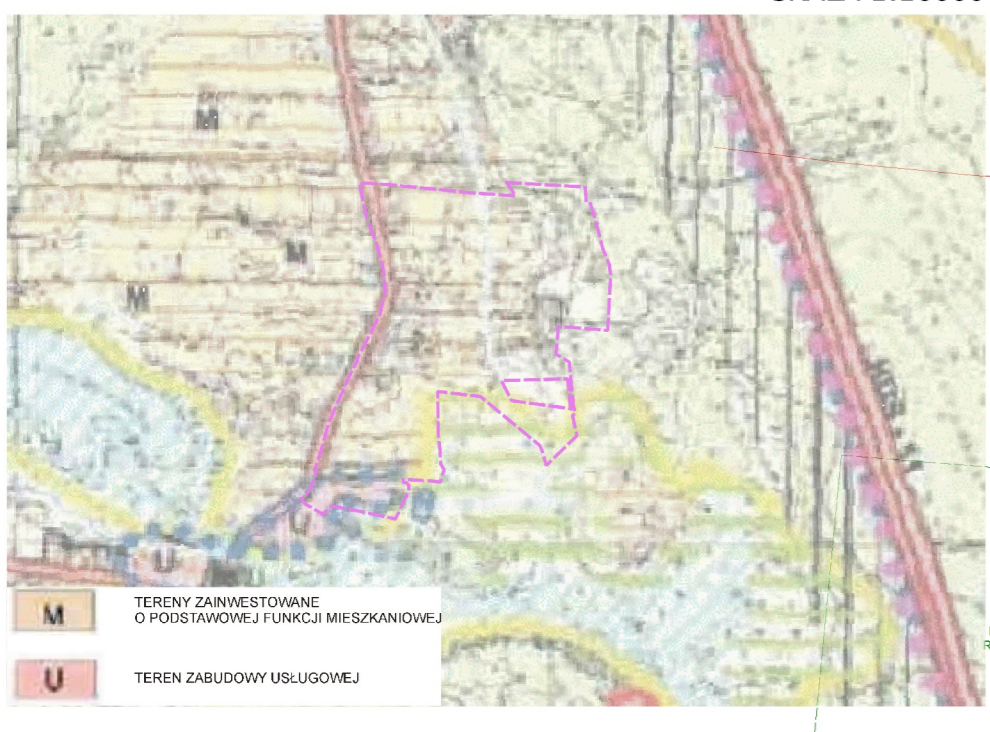 M
M
M
U
U
M
TERENY ZAINWESTOWANE
O PODSTAWOWEJ FUNKCJI MIESZKANIOWEJ
U
TEREN ZABUDOWY USŁUGOWEJ